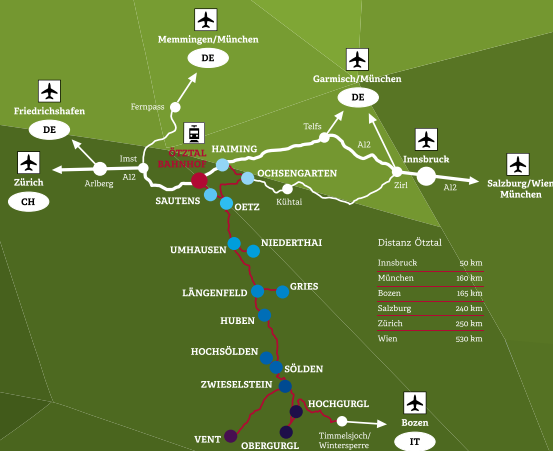 Memmingen/München
DE
Garmisch/München
DE
Friedrichshafen
DE
Fernpass
Telfs
A12
Innsbruck
HAIMING
ÖTZTAL
BAHNHOF
Imst
A12
Zürich
CH
Arlberg
OCHSENGARTEN
Zirl
A12
Salzburg/Wien
München
SAUTENS
OETZ
Kühtai
UMHAUSEN
NIEDERTHAI
Distanz Ötztal
Innsbruck 50 km
München 160 km
Bozen 165 km
Salzburg 240 km
Zürich 250 km
Wien 530 km
LÄNGENFELD
GRIES
HUBEN
HOCHSÖLDEN
SÖLDEN
ZWIESELSTEIN
HOCHGURGL
VENT
OBERGURGL
Timmelsjoch/
Wintersperre
Bozen
IT